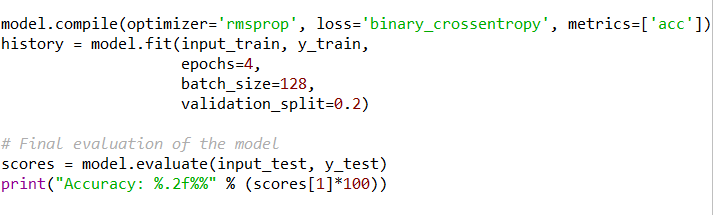 model.compile(optimizer='rmsprop', loss='binary_crossentropy', metrics=['acc'])
history = model.fit(input_train, y_train,
                    epochs=4,
                    batch_size=128,
                    validation_split=0.2)

# Final evaluation of the model
scores = model.evaluate(input_test, y_test)
print("Accuracy: %.2f%%" % (scores[1]*100))